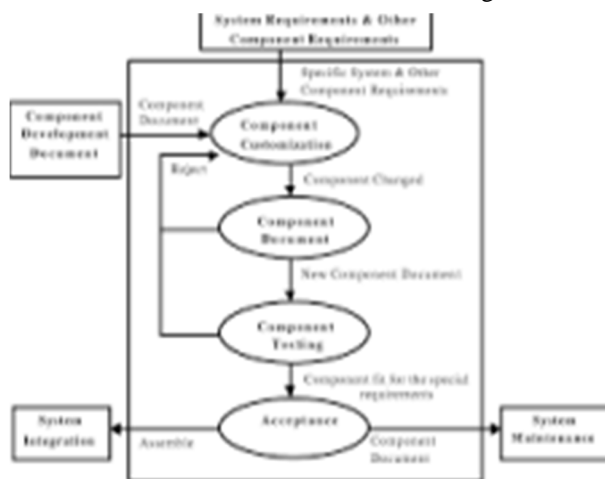 System Requirements & Other
Component Requirements
Specific System & Other
Component Requirements
Component
Development
Document
Component
Document
Component
Customization
Reject
Component Changed
Component
Document
New Component Document
Component
Testing
Component fit for the special
requirements
Acceptance
System
Integration
Assemble
Component
Document
System
Maintenance